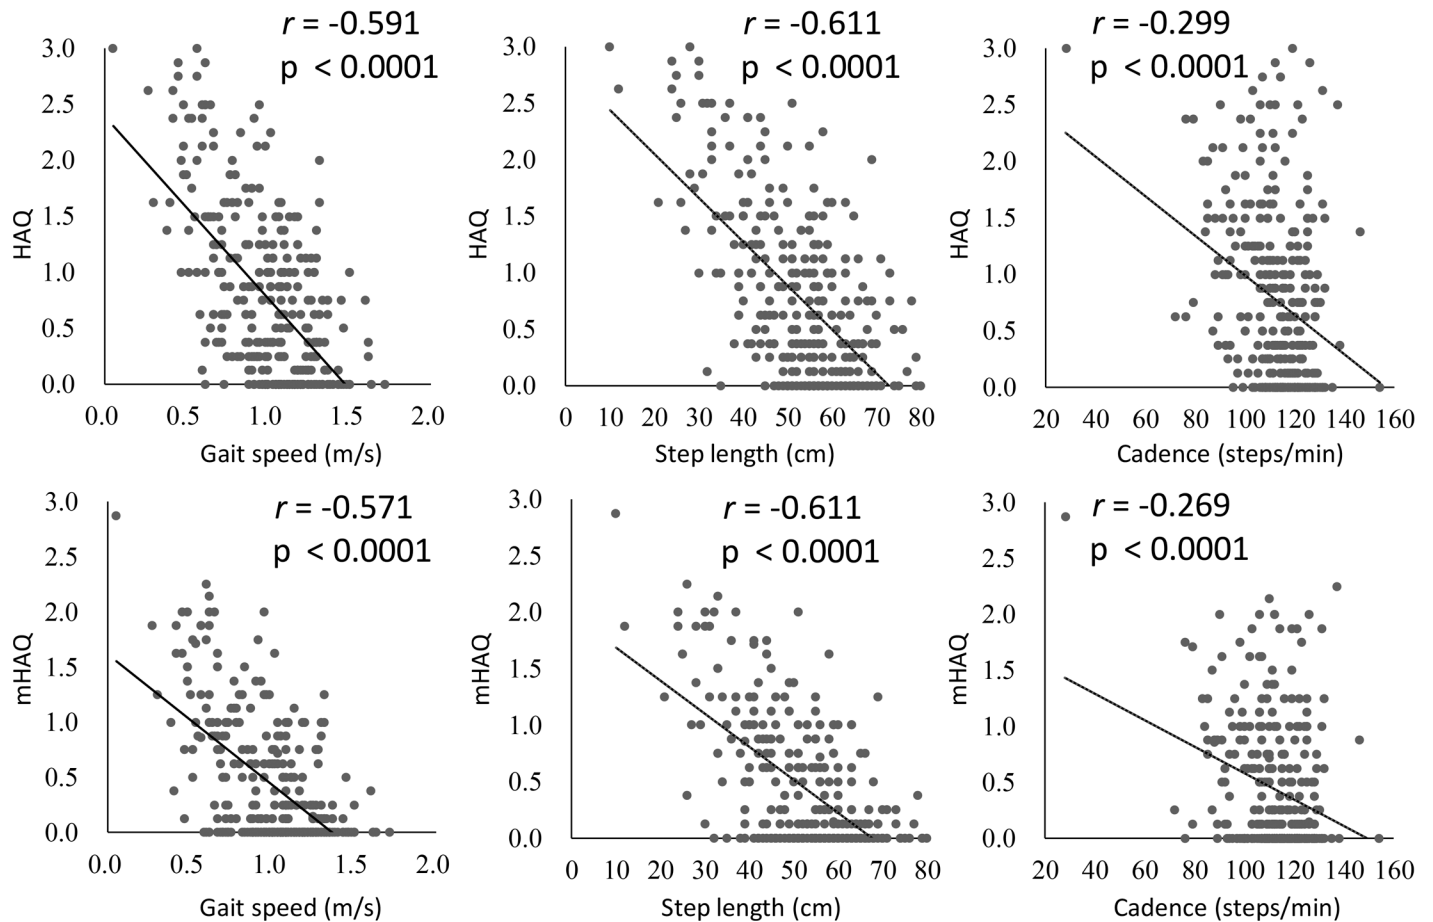 r = -0.591
p < 0.0001
3.0
2.5
2.0
1.5
1.0
0.5
0.0
HAQ
0.0 0.5 1.0 1.5 2.0
Gait speed (m/s)
r = -0.611
p < 0.0001
3.0
2.5
2.0
1.5
1.0
0.5
0.0
HAQ
0 10 20 30 40 50 60 70 80
Step length (cm)
r = -0.299
p < 0.0001
3.0
2.5
2.0
1.5
1.0
0.5
0.0
HAQ
20 40 60 80 100 120 140 160
Cadence (steps/min)
r = -0.571
p < 0.0001
3.0
2.5
2.0
1.5
1.0
0.5
0.0
mHAQ
0.0 0.5 1.0 1.5 2.0
Gait speed (m/s)
r = -0.611
p < 0.0001
3.0
2.5
2.0
1.5
1.0
0.5
0.0
mHAQ
0 10 20 30 40 50 60 70 80
Step length (cm)
r = -0.269
p < 0.0001
3.0
2.5
2.0
1.5
1.0
0.5
0.0
mHAQ
20 40 60 80 100 120 140 160
Cadence (steps/min)